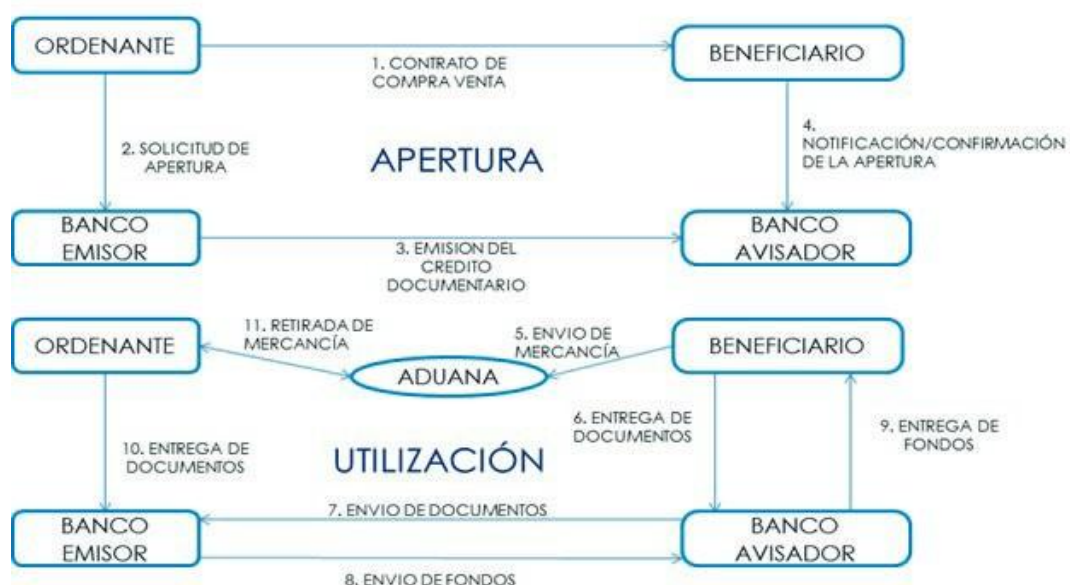 ORDENANTE
BENEFICIARIO
1. CONTRATO DE
COMPRA VENTA
2. SOLICITUD DE
APERTURA
APERTURA
4.
NOTIFICACIÓN/CONFIRMACIÓN
DE LA APERTURA
BANCO
EMISOR
BANCO
AVISADOR
3. EMISION DEL
CREDITO
DOCUMENTARIO
ORDENANTE
11. RETIRADA DE
MERCANCÍA
5. ENVIO DE
MERCANCÍA
BENEFICIARIO
ADUANA
6. ENTREGA DE
DOCUMENTOS
9. ENTREGA DE
FONDOS
10. ENTREGA DE
DOCUMENTOS
UTILIZACIÓN
7. ENVIO DE DOCUMENTOS
BANCO
EMISOR
BANCO
AVISADOR
8. ENVIO DE FONDOS